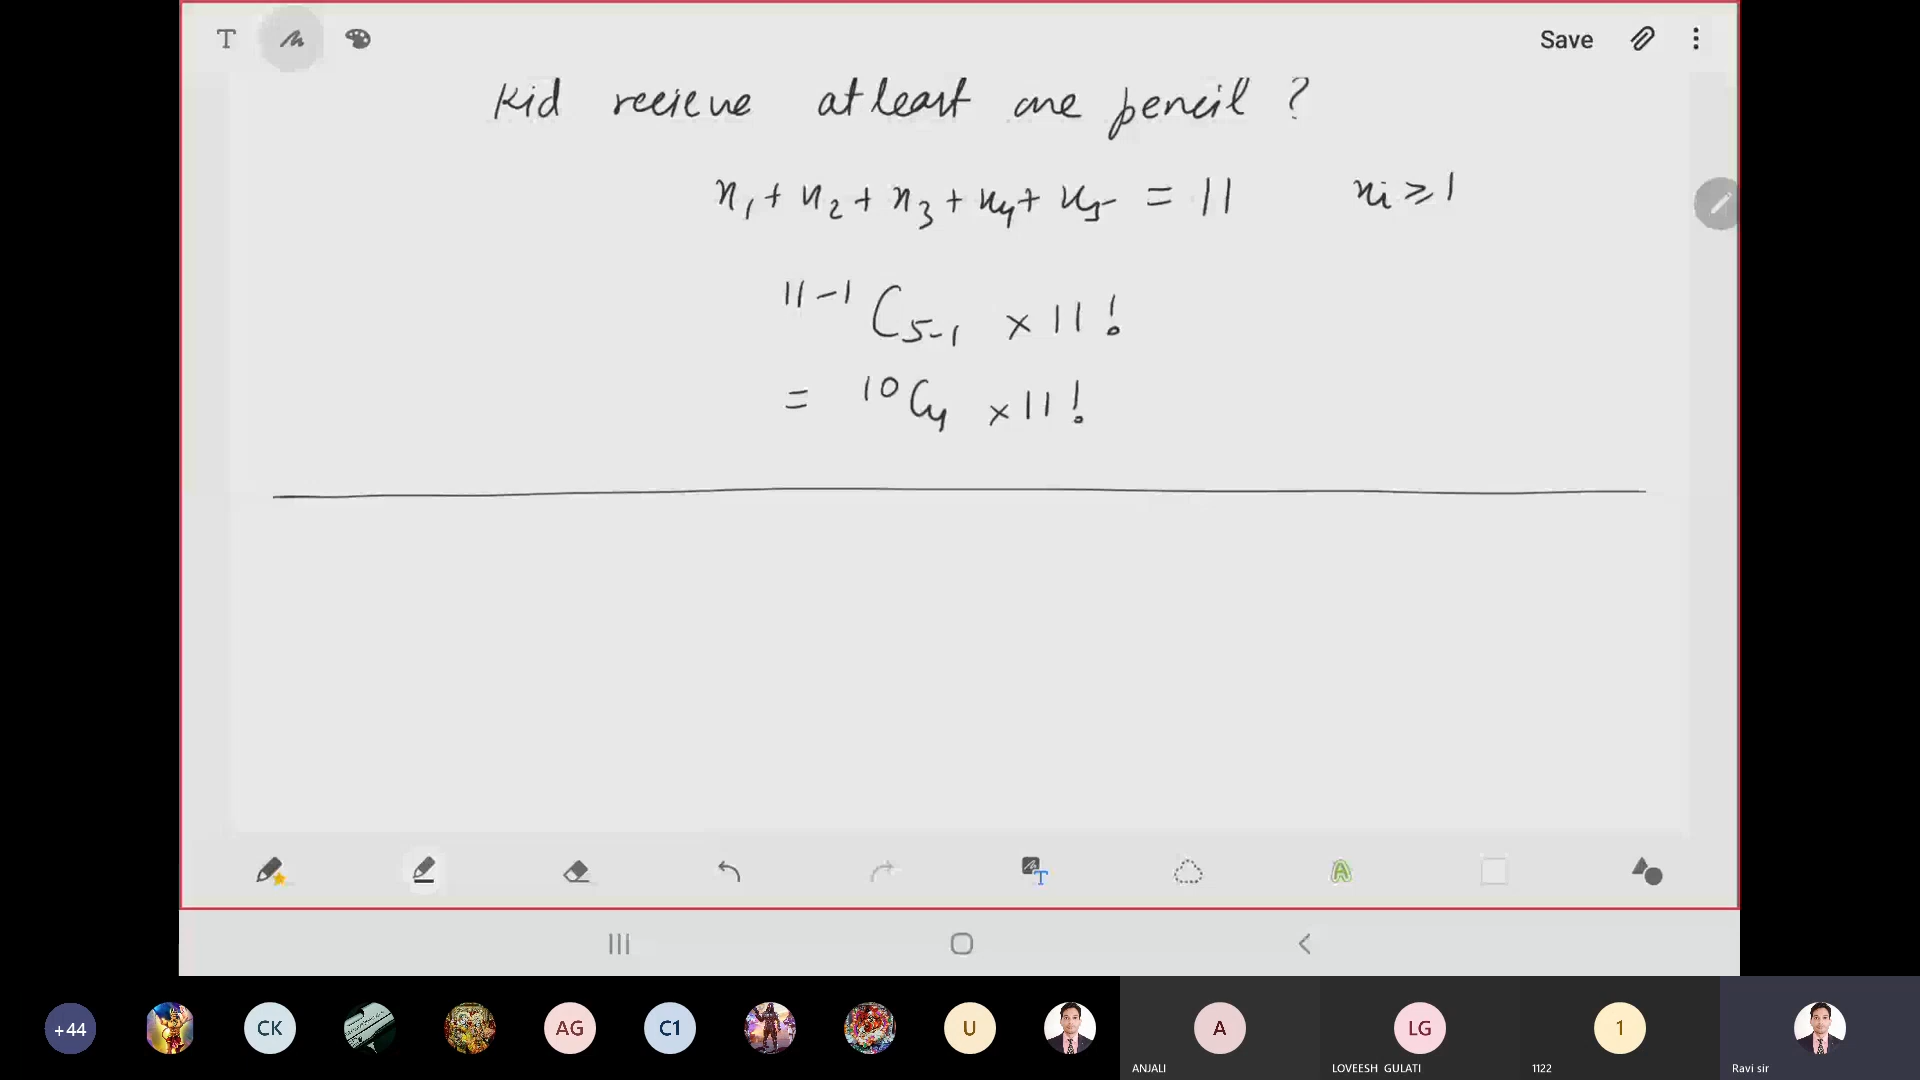 T Save
Kid recieve atleast one pencil ?
x₁ + x₂ + x₃ + x₄ + x₅ = 11 xi ≥ 1
¹¹⁻¹C₅₋₁ × 11!
= ¹⁰C₄ × 11!
T A
+44 CK AG C1 U A LG 1
ANJALI LOVEESH GULATI 1122 Ravi sir